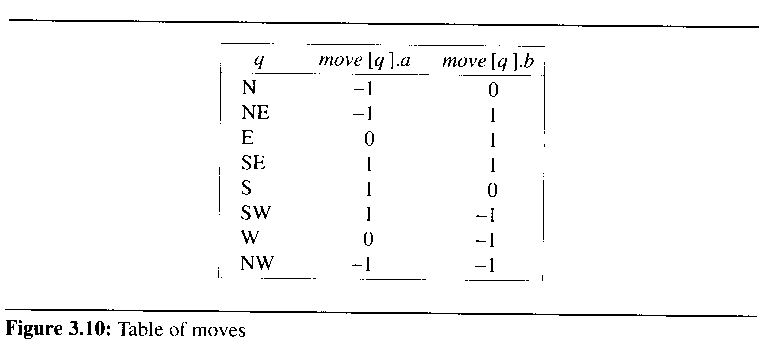 q move [q ].a move [q ].b
N −1 0
NE −1 1
E 0 1
SE 1 1
S 1 0
SW 1 −1
W 0 −1
NW −1 −1
Figure 3.10: Table of moves